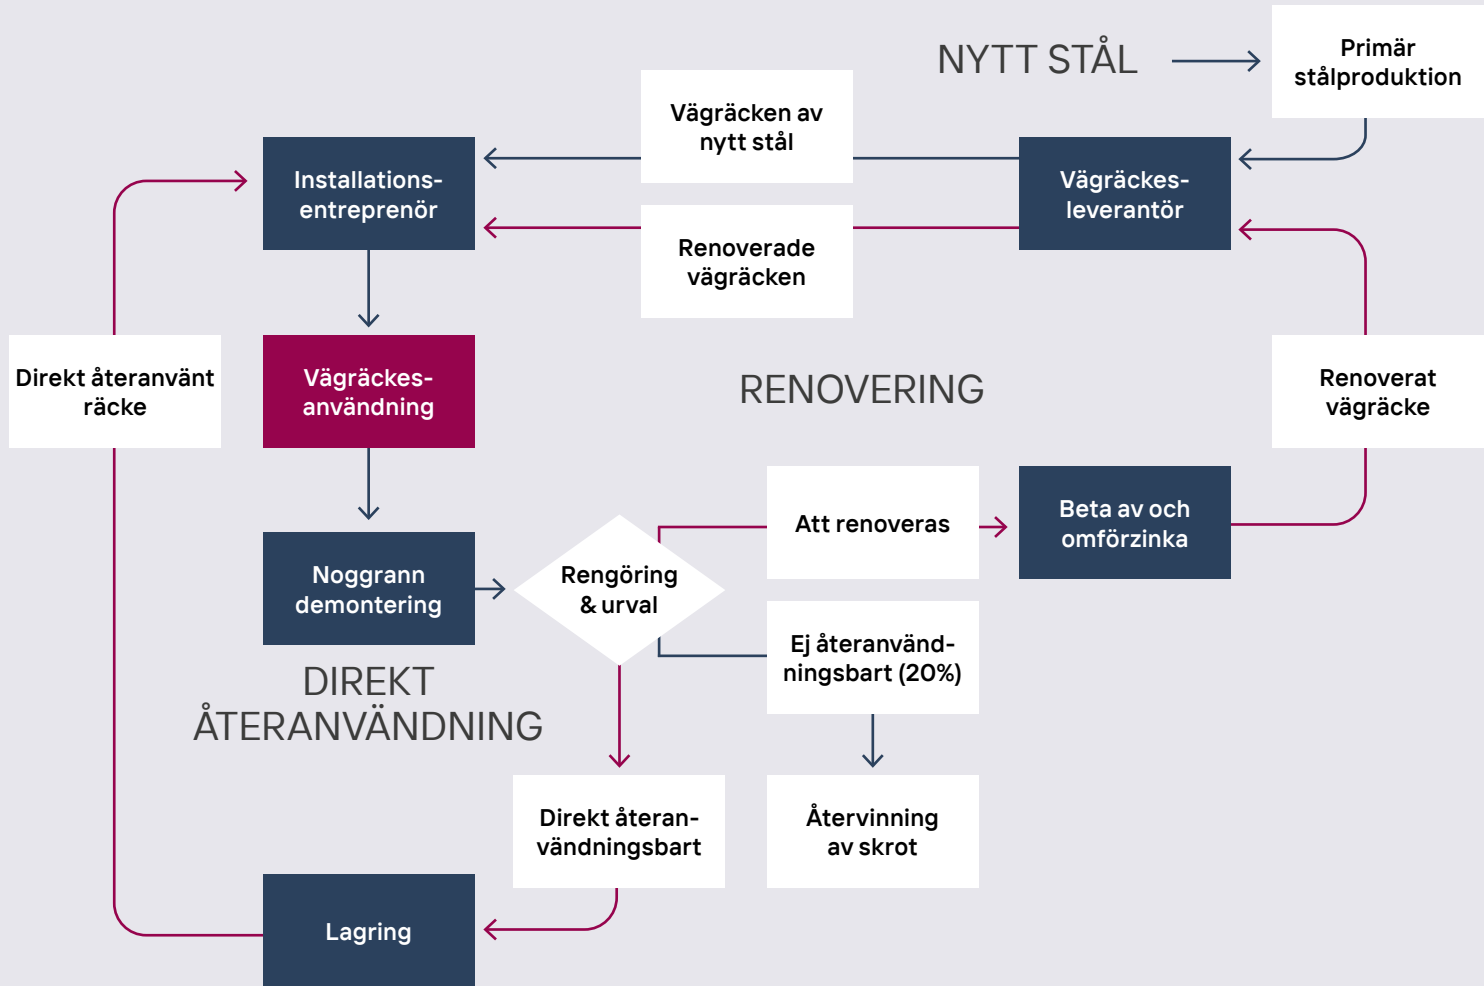 NYTT STÅL
Primär
stålproduktion
Vägräcken av
nytt stål
Installations-
entreprenör
Vägräckes-
leverantör
Renoverade
vägräcken
Direkt återanvänt
räcke
Vägräckes-
användning
RENOVERING
Renoverat
vägräcke
Noggrann
demontering
Rengöring
& urval
Att renoveras
Beta av och
omförzinka
Ej återanvänd-
ningsbart (20%)
DIREKT
ÅTERANVÄNDNING
Direkt återan-
vändningsbart
Återvinning
av skrot
Lagring